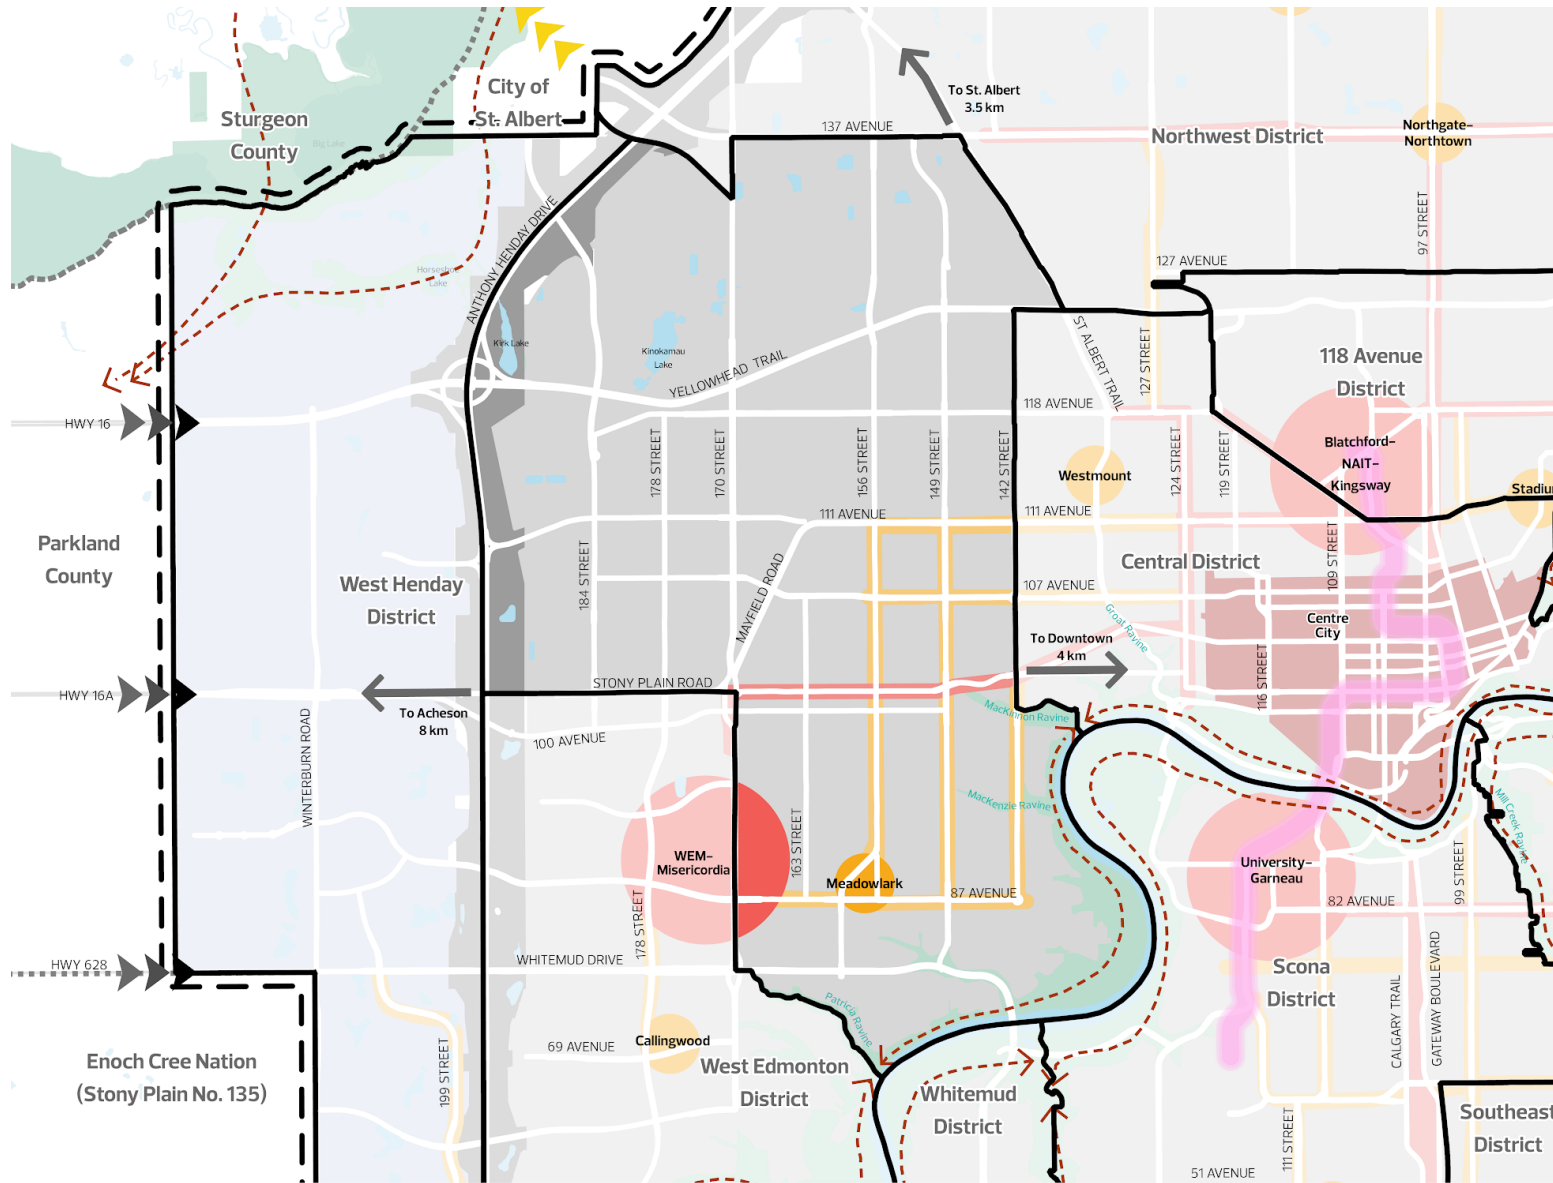 City of
St. Albert
Sturgeon
County
Big Lake
To St. Albert
3.5 km
137 AVENUE
Northwest District
Northgate–
Northtown
97 STREET
ANTHONY HENDAY DRIVE
Horseshoe
Lake
127 AVENUE
Kirk Lake
Kinokamau
Lake
YELLOWHEAD TRAIL
ST ALBERT TRAIL
127 STREET
118 Avenue
District
HWY 16
118 AVENUE
178 STREET
170 STREET
156 STREET
149 STREET
142 STREET
124 STREET
119 STREET
Westmount
Blatchford–
NAIT–
Kingsway
Stadium
111 AVENUE
111 AVENUE
Parkland
County
West Henday
District
184 STREET
MAYFIELD ROAD
107 AVENUE
Central District
109 STREET
Groat Ravine
Centre
City
To Downtown
4 km
116 STREET
HWY 16A
STONY PLAIN ROAD
To Acheson
8 km
100 AVENUE
MacKinnon Ravine
WINTERBURN ROAD
MacKenzie Ravine
Mill Creek Ravine
163 STREET
WEM–
Misericordia
Meadowlark
87 AVENUE
University–
Garneau
82 AVENUE
99 STREET
178 STREET
HWY 628
WHITEMUD DRIVE
Scona
District
CALGARY TRAIL
GATEWAY BOULEVARD
Patricia Ravine
Callingwood
69 AVENUE
199 STREET
Enoch Cree Nation
(Stony Plain No. 135)
West Edmonton
District
Whitemud
District
111 STREET
Southeast
District
51 AVENUE